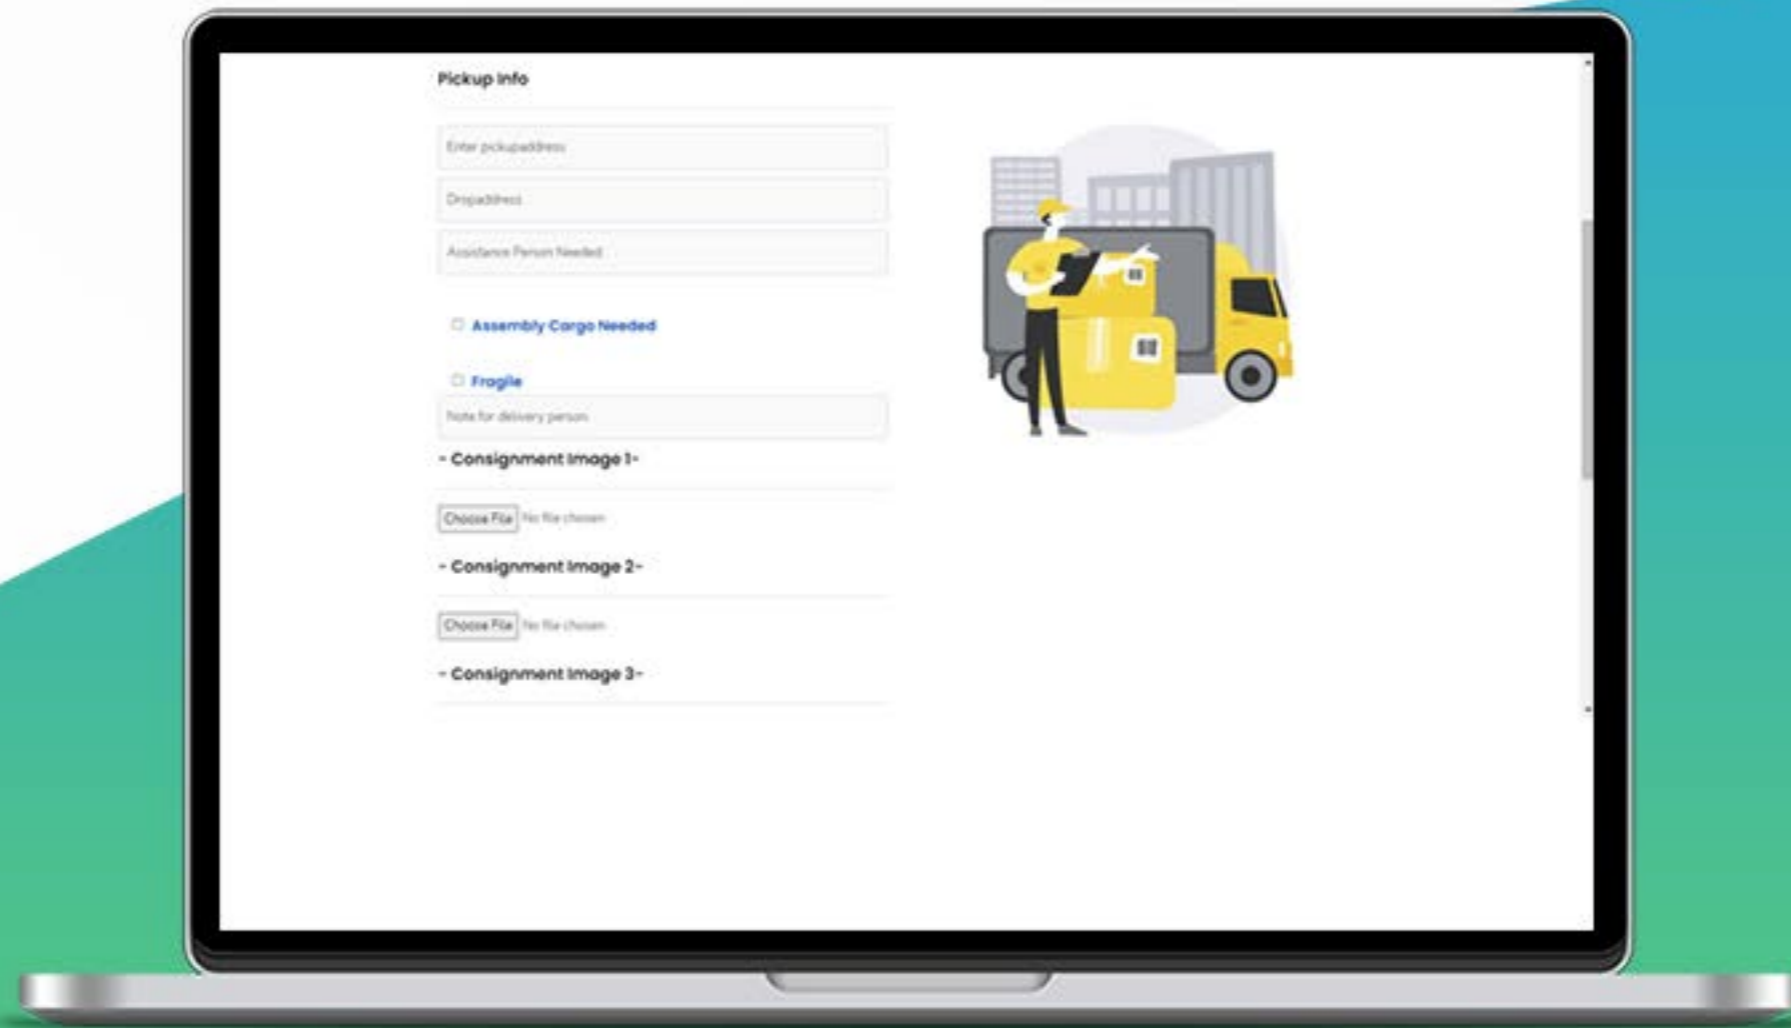 Pickup Info
Enter pickupaddress
Dropaddress
Assistance Person Needed
Assembly Cargo Needed
Fragile
Note for delivery person
- Consignment Image 1-
Choose File No file chosen
- Consignment Image 2-
Choose File No file chosen
- Consignment Image 3-